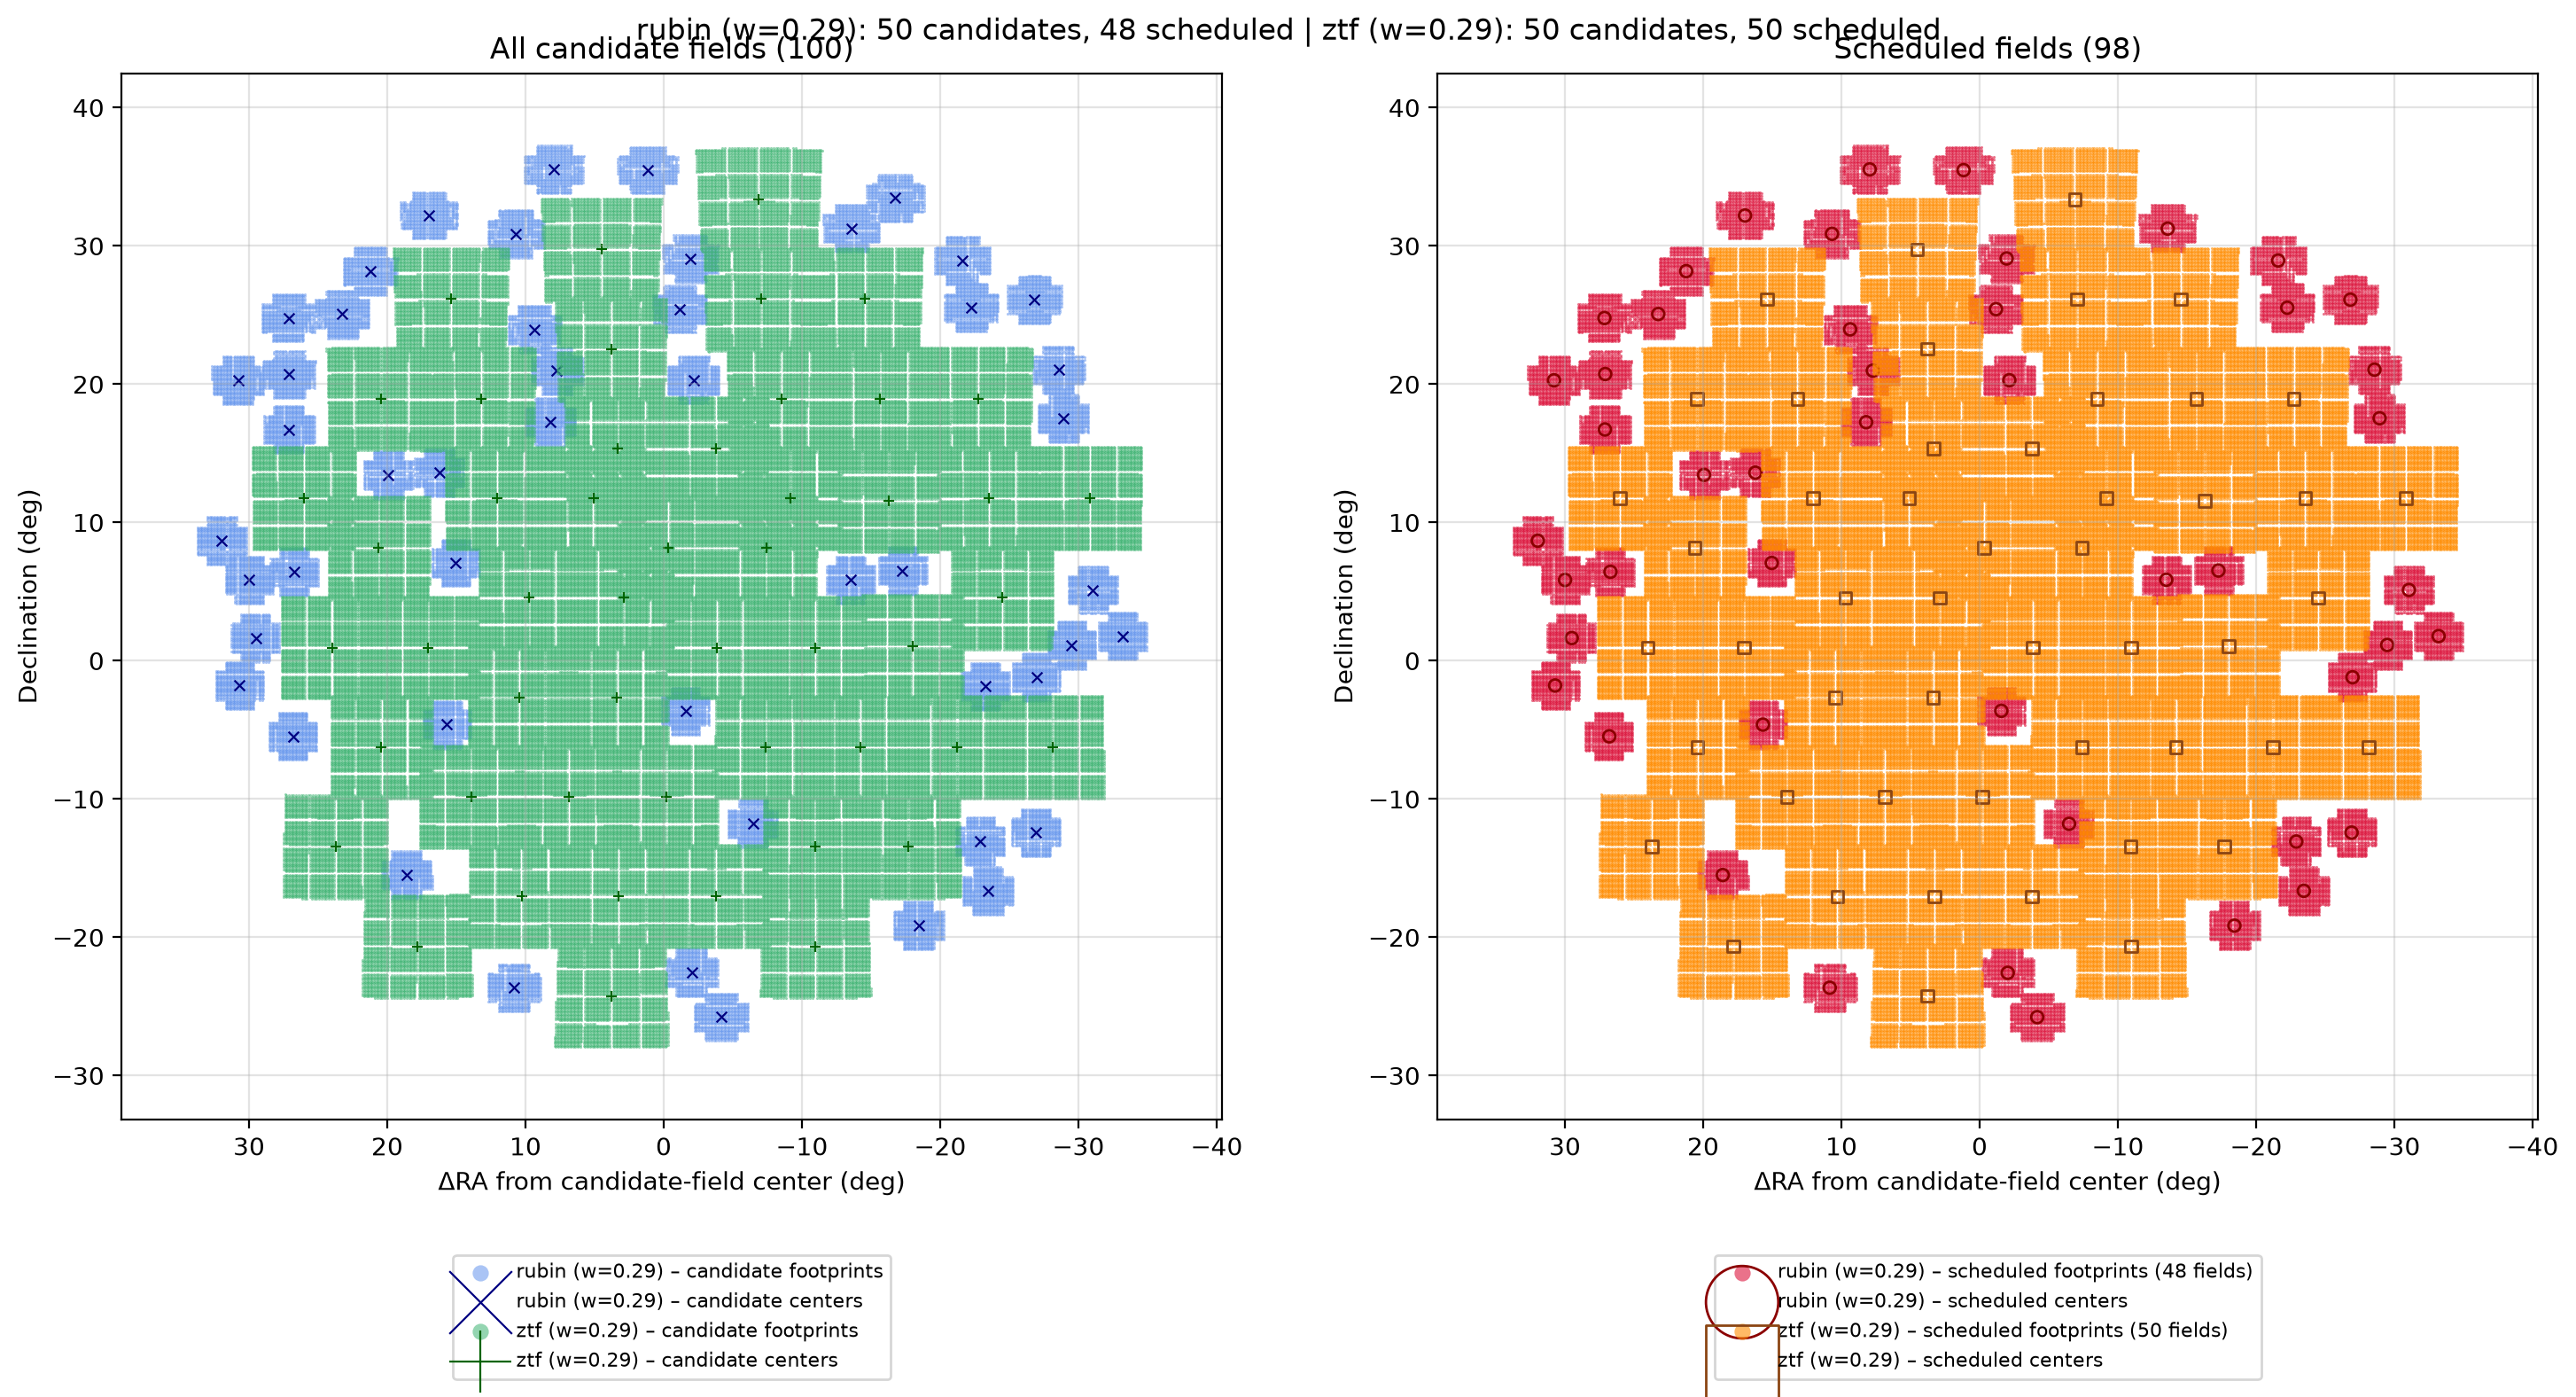 rubin (w=0.29): 50 candidates, 48 scheduled | ztf (w=0.29): 50 candidates, 50 scheduled
All candidate fields (100)
40
30
20
10
0
−10
−20
−30
Declination (deg)
30 20 10 0 −10 −20 −30 −40
ΔRA from candidate-field center (deg)
rubin (w=0.29) – candidate footprints
rubin (w=0.29) – candidate centers
ztf (w=0.29) – candidate footprints
ztf (w=0.29) – candidate centers
Scheduled fields (98)
40
30
20
10
0
−10
−20
−30
Declination (deg)
30 20 10 0 −10 −20 −30 −40
ΔRA from candidate-field center (deg)
rubin (w=0.29) – scheduled footprints (48 fields)
rubin (w=0.29) – scheduled centers
ztf (w=0.29) – scheduled footprints (50 fields)
ztf (w=0.29) – scheduled centers